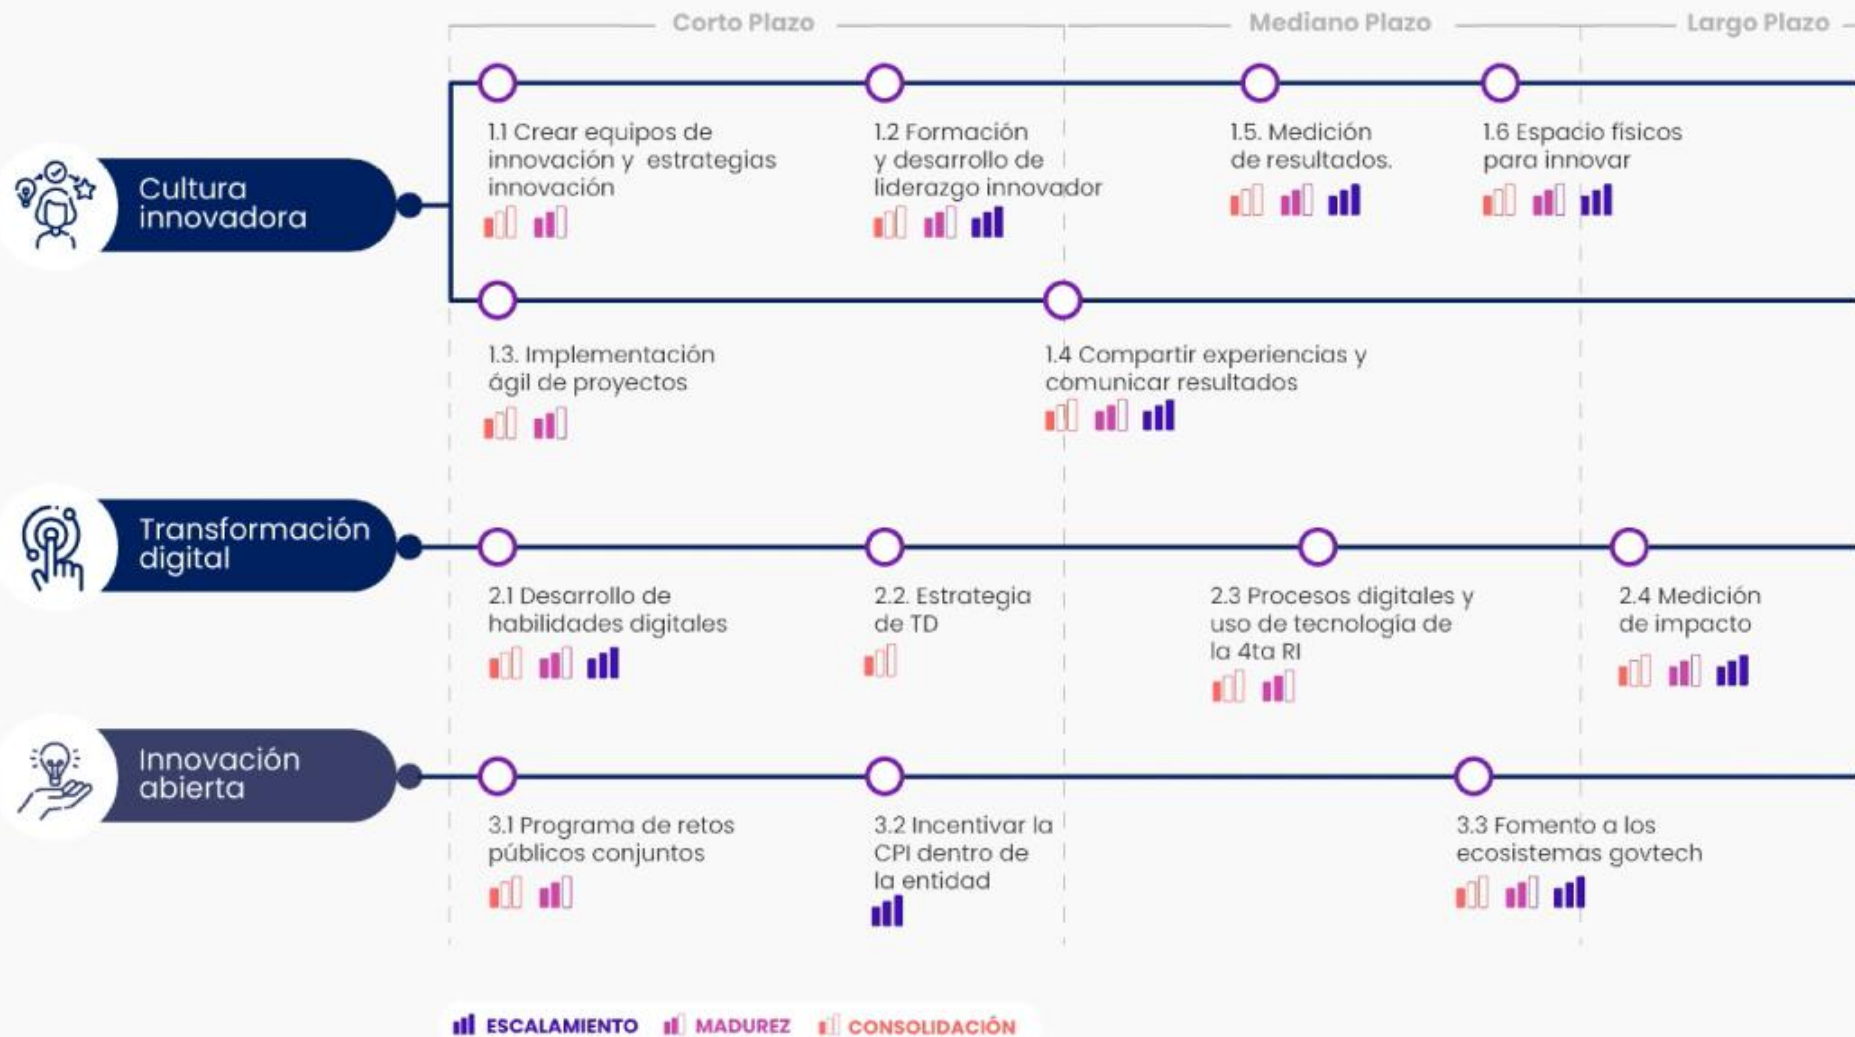 Corto Plazo
Mediano Plazo
Largo Plazo
Cultura
innovadora
1.1 Crear equipos de
innovación y estrategias
innovación
1.2 Formación
y desarrollo de
liderazgo innovador
1.5. Medición
de resultados.
1.6 Espacio físicos
para innovar
1.3. Implementación
ágil de proyectos
1.4 Compartir experiencias y
comunicar resultados
Transformación
digital
2.1 Desarrollo de
habilidades digitales
2.2. Estrategia
de TD
2.3 Procesos digitales y
uso de tecnología de
la 4ta RI
2.4 Medición
de impacto
Innovación
abierta
3.1 Programa de retos
públicos conjuntos
3.2 Incentivar la
CPI dentro de
la entidad
3.3 Fomento a los
ecosistemas govtech
ESCALAMIENTO
MADUREZ
CONSOLIDACIÓN